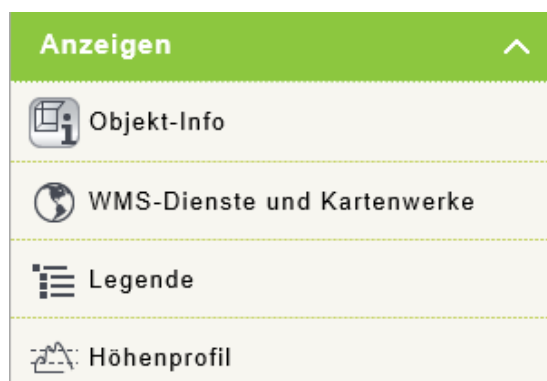 Anzeigen
Objekt-Info
WMS-Dienste und Kartenwerke
Legende
Höhenprofil